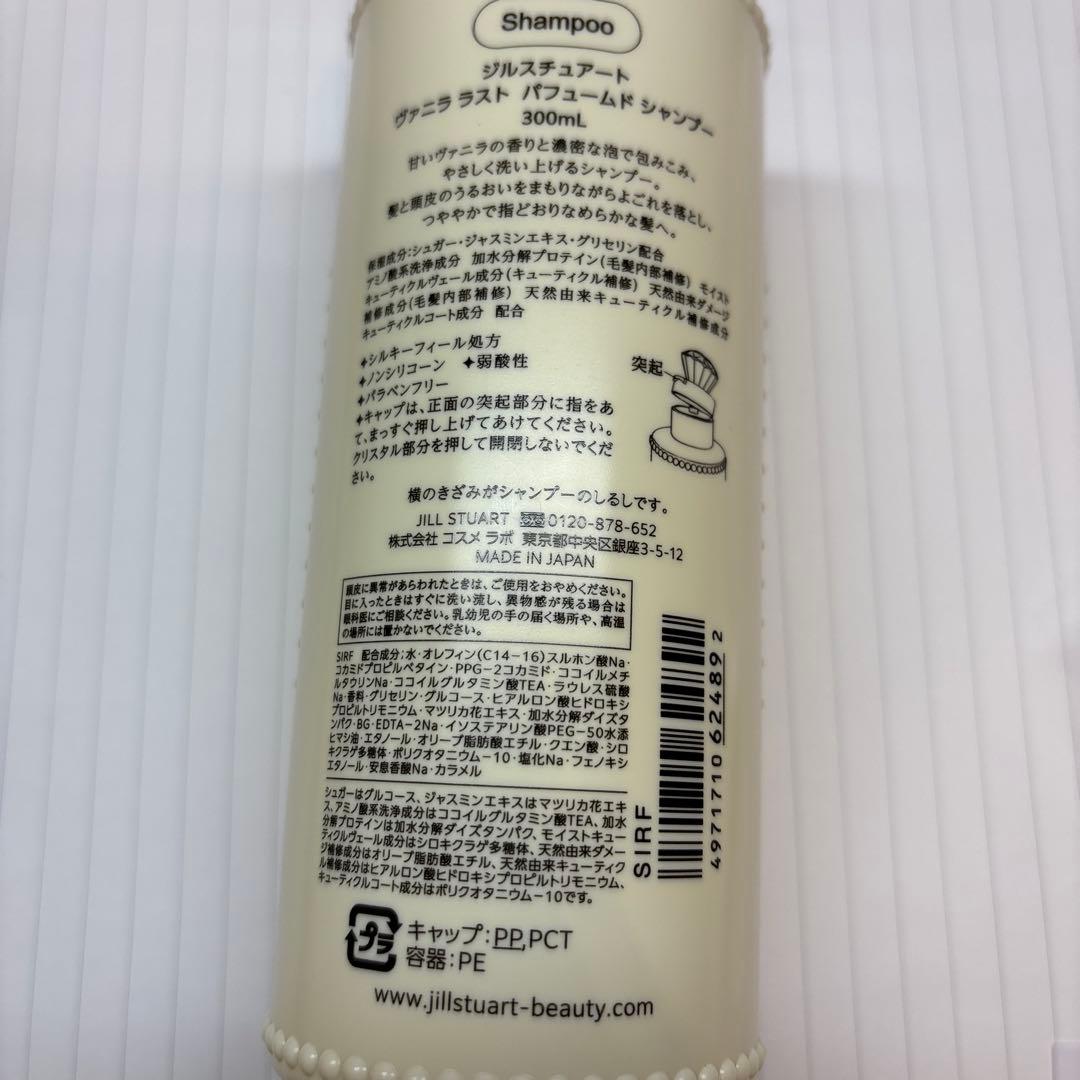 Shampoo
ジルスチュアート
ヴァニラ ラスト パフュームド シャンプー
300mL
甘いヴァニラの香りと濃密な泡で包みこみ、
やさしく洗い上げるシャンプー。
髪と頭皮のうるおいをまもりながらよごれを落とし、
つややかで指どおりなめらかな髪へ。
保湿成分:シュガー・ジャスミンエキス・グリセリン配合
アミノ酸系洗浄成分 加水分解プロテイン(毛髪内部補修) モイスト
キューティクルヴェール成分(キューティクル補修) 天然由来ダメージ
補修成分(毛髪内部補修) 天然由来キューティクル補修成分
キューティクルコート成分 配合
✦シルキーフィール処方
✦ノンシリコーン ✦弱酸性
✦パラベンフリー
✦キャップは、正面の突起部分に指をあ
て、まっすぐ押し上げてあけてください。
クリスタル部分を押して開閉しないでくだ
さい。
突起
横のきざみがシャンプーのしるしです。
JILL STUART 0120-878-652
株式会社 コスメ ラボ 東京都中央区銀座3-5-12
MADE IN JAPAN
頭皮に異常があらわれたときは、ご使用をおやめください。
目に入ったときはすぐに洗い流し、異物感が残る場合は
眼科医にご相談ください。乳幼児の手の届く場所や、高温
の場所には置かないでください。
SIRF 配合成分;水・オレフィン(C14-16)スルホン酸Na・
コカミドプロピルベタイン・PPG-2コカミド・ココイルメチ
ルタウリンNa・ココイルグルタミン酸TEA・ラウレス硫酸
Na・香料・グリセリン・グルコース・ヒアルロン酸ヒドロキシ
プロピルトリモニウム・マツリカ花エキス・加水分解ダイズタ
ンパク・BG・EDTA-2Na・イソステアリン酸PEG-50水添
ヒマシ油・エタノール・オリーブ脂肪酸エチル・クエン酸・シロ
キクラゲ多糖体・ポリクオタニウム-10・塩化Na・フェノキシ
エタノール・安息香酸Na・カラメル
シュガーはグルコース、ジャスミンエキスはマツリカ花エキ
ス、アミノ酸系洗浄成分はココイルグルタミン酸TEA、加水
分解プロテインは加水分解ダイズタンパク、モイストキュー
ティクルヴェール成分はシロキクラゲ多糖体、天然由来ダメー
ジ補修成分はオリーブ脂肪酸エチル、天然由来キューティク
ル補修成分はヒアルロン酸ヒドロキシプロピルトリモニウム、
キューティクルコート成分はポリクオタニウム-10です。
SIRF
4971710 624892
プラ
キャップ:PP,PCT
容器:PE
www.jillstuart-beauty.com